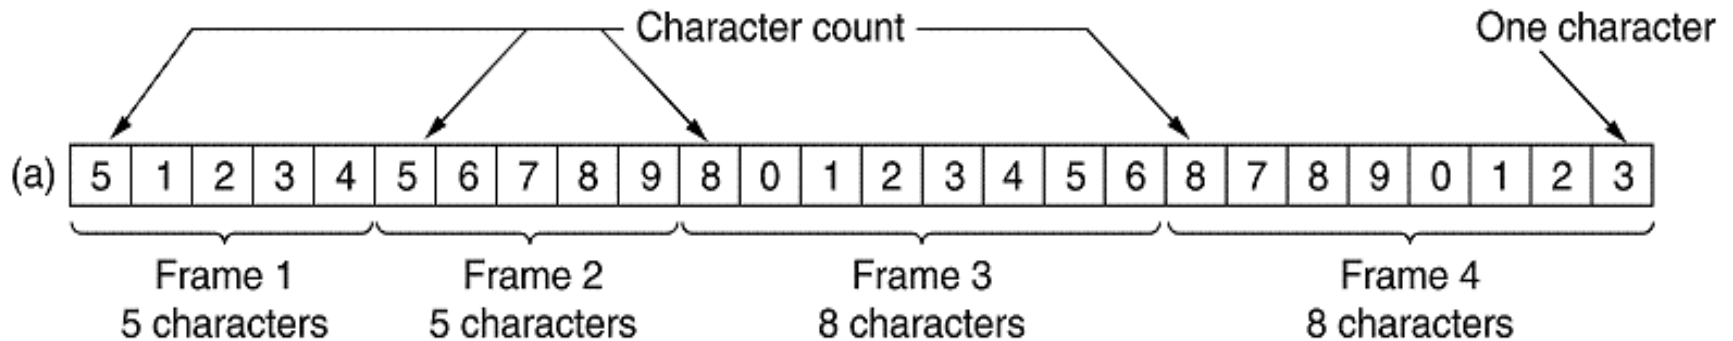 Character count One character
(a) 5 1 2 3 4 5 6 7 8 9 8 0 1 2 3 4 5 6 8 7 8 9 0 1 2 3
Frame 1 Frame 2 Frame 3 Frame 4
5 characters 5 characters 8 characters 8 characters